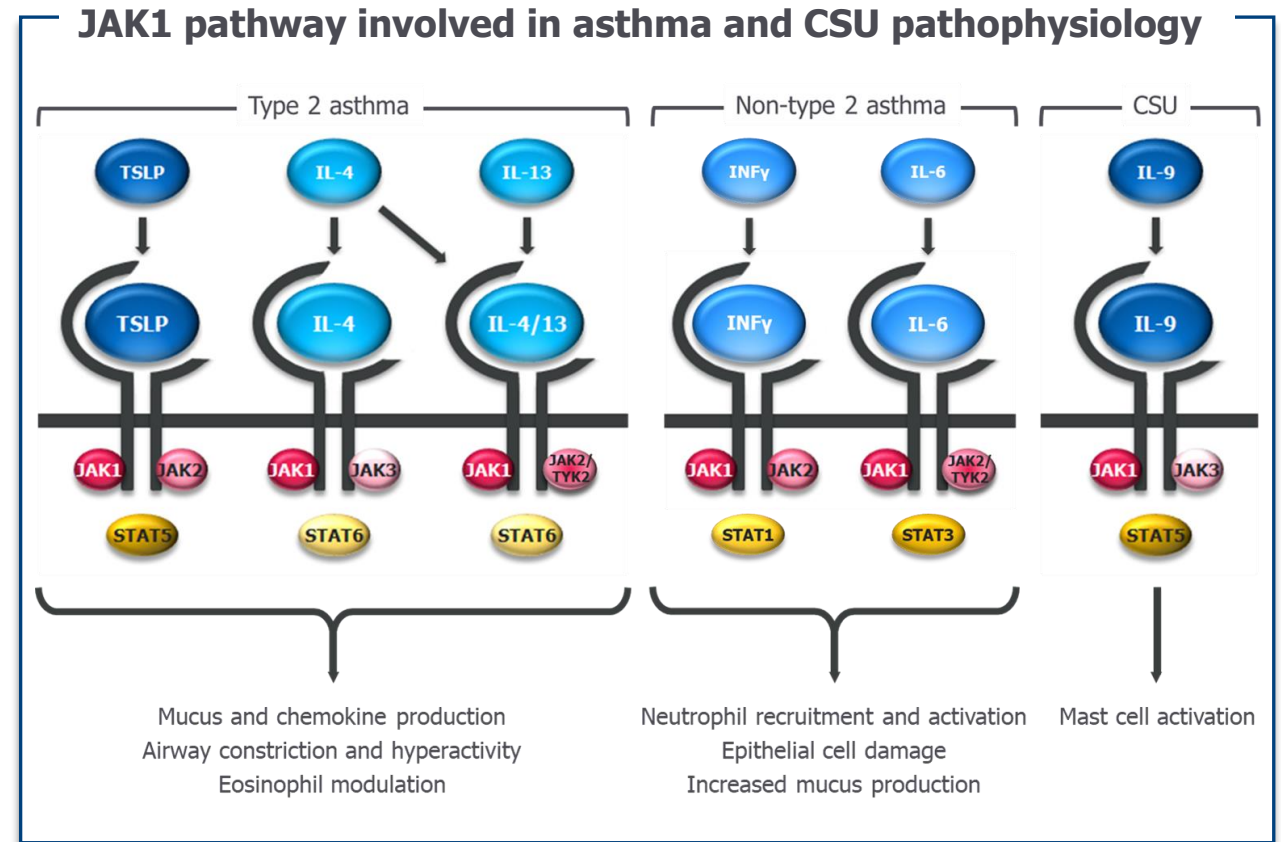 JAK1 pathway involved in asthma and CSU pathophysiology
Type 2 asthma
Non-type 2 asthma
CSU
TSLP
IL-4
IL-13
INFγ
IL-6
IL-9
TSLP
IL-4
IL-4/13
INFγ
IL-6
IL-9
JAK1
JAK2
JAK1
JAK3
JAK1
JAK2/
TYK2
JAK1
JAK2
JAK1
JAK2/
TYK2
JAK1
JAK3
STAT5
STAT6
STAT6
STAT1
STAT3
STAT5
Mucus and chemokine production
Airway constriction and hyperactivity
Eosinophil modulation
Neutrophil recruitment and activation
Epithelial cell damage
Increased mucus production
Mast cell activation